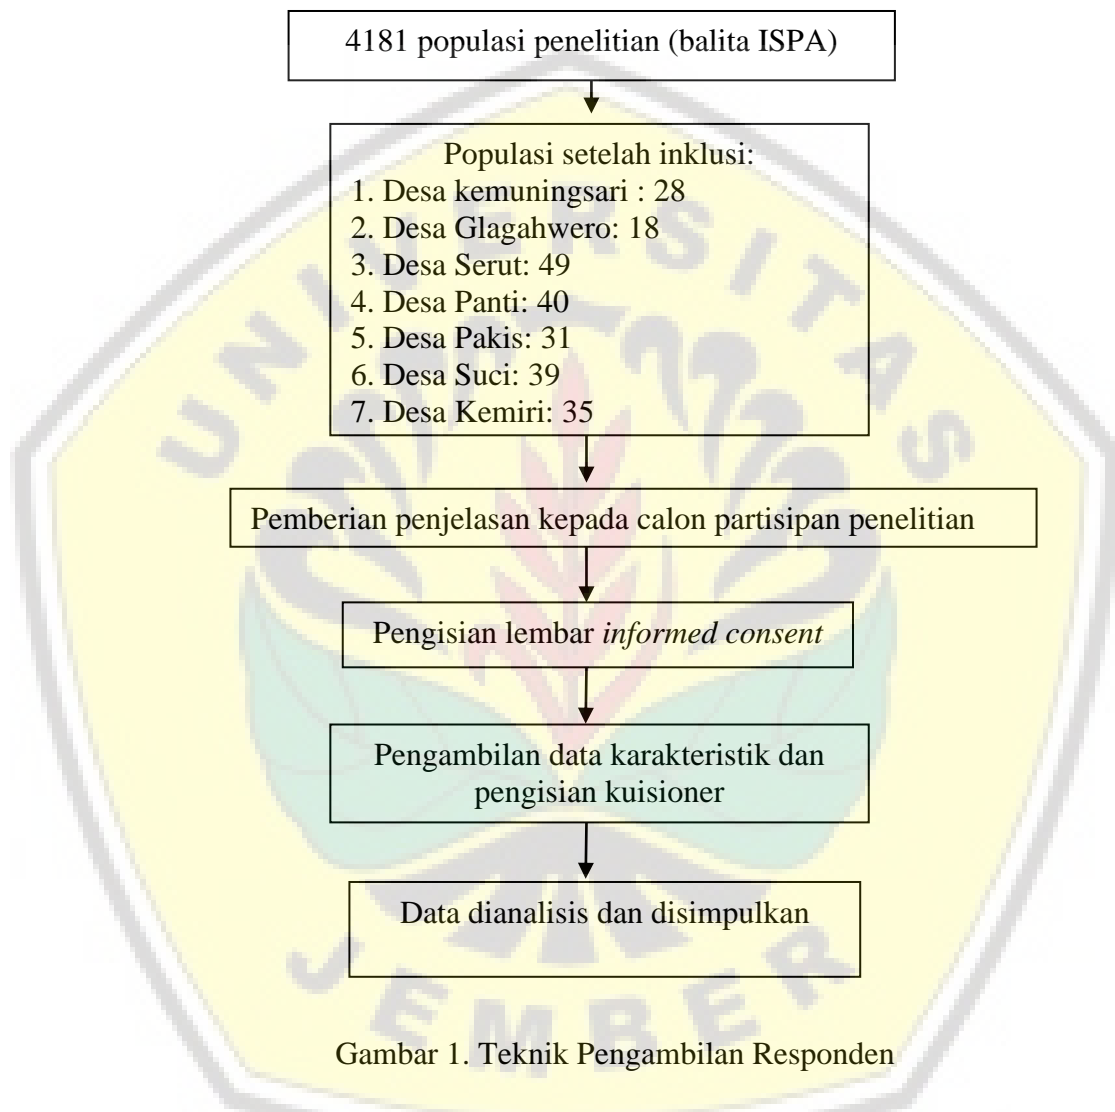 4181 populasi penelitian (balita ISPA)
Populasi setelah inklusi:
1. Desa kemuningsari : 28
2. Desa Glagahwero: 18
3. Desa Serut: 49
4. Desa Panti: 40
5. Desa Pakis: 31
6. Desa Suci: 39
7. Desa Kemiri: 35
Pemberian penjelasan kepada calon partisipan penelitian
Pengisian lembar informed consent
Pengambilan data karakteristik dan
pengisian kuisioner
Data dianalisis dan disimpulkan
Gambar 1. Teknik Pengambilan Responden
UNIVERSITAS
JEMBER